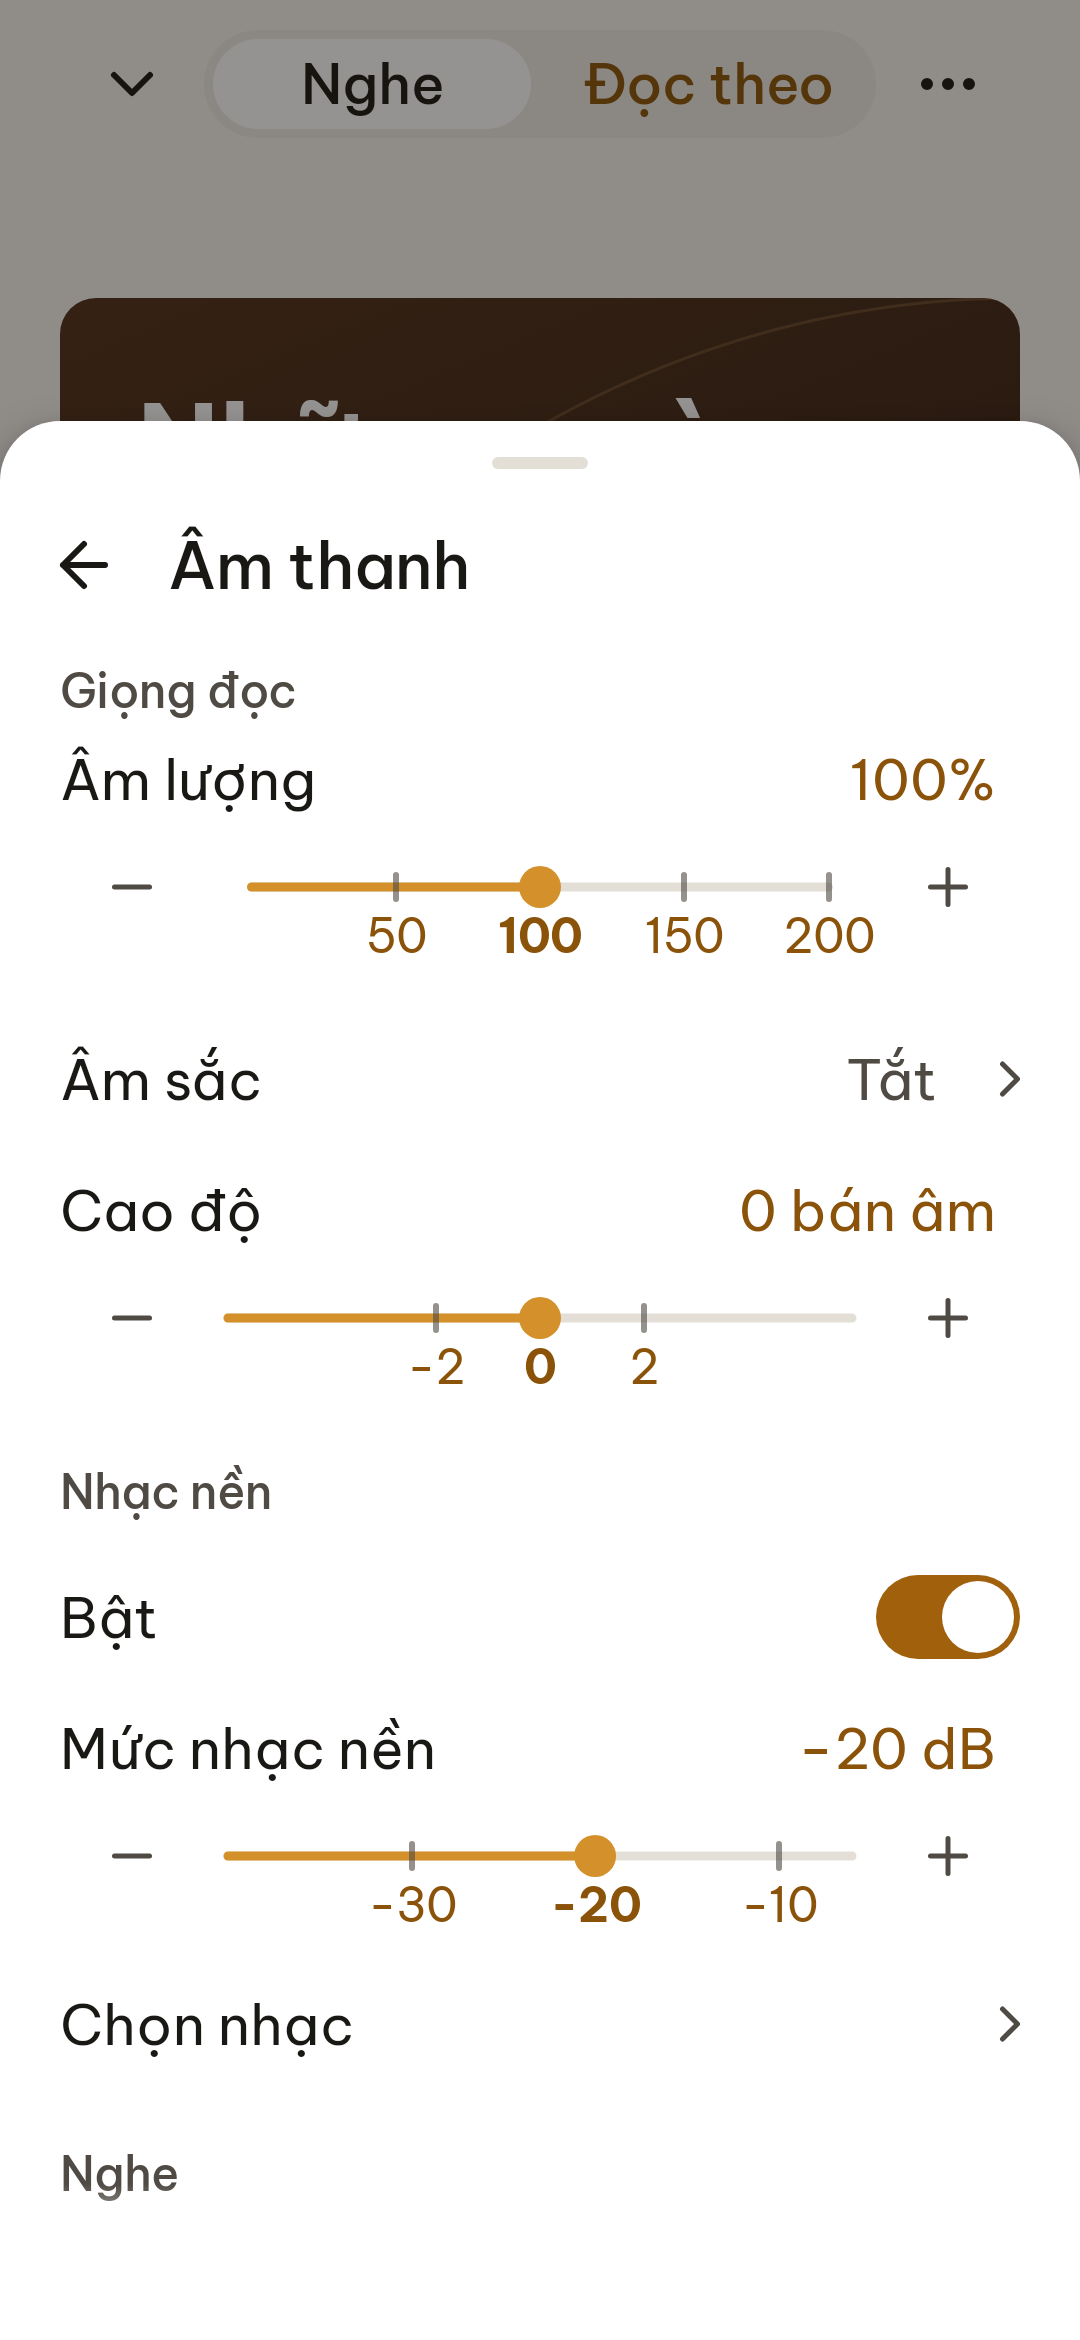 Nghe
Đọc theo
Âm thanh
Giọng đọc
Âm lượng
100%
50
100
150
200
Âm sắc
Tắt
Cao độ
0 bán âm
-2
0
2
Nhạc nền
Bật
Mức nhạc nền
-20 dB
-30
-20
-10
Chọn nhạc
Nghe